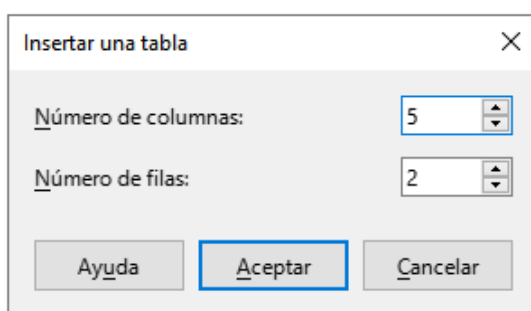 Insertar una tabla
Número de columnas: 5
Número de filas: 2
Ayuda Aceptar Cancelar